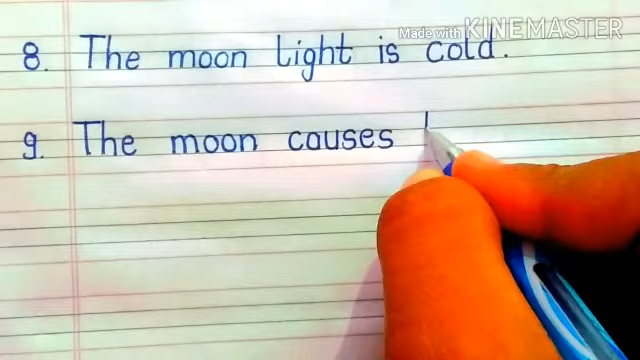 Made with KINEMASTER
8. The moon light is cold.
9. The moon causes